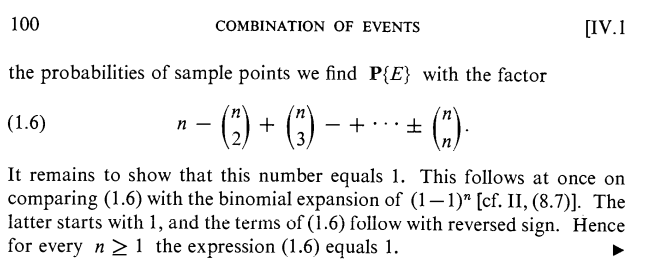 100 COMBINATION OF EVENTS [IV.1
the probabilities of sample points we find P{E} with the factor
(1.6) n − (n 2) + (n 3) − + ··· ± (n n).
It remains to show that this number equals 1. This follows at once on
comparing (1.6) with the binomial expansion of (1−1)ⁿ [cf. II, (8.7)]. The
latter starts with 1, and the terms of (1.6) follow with reversed sign. Hence
for every n ≥ 1 the expression (1.6) equals 1. ►